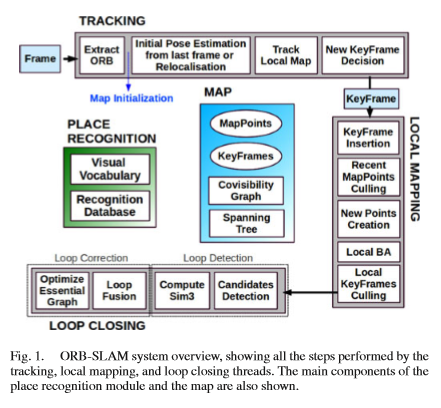 TRACKING
Frame
Extract
ORB
Initial Pose Estimation
from last frame or
Relocalisation
Track
Local Map
New KeyFrame
Decision
Map Initialization
KeyFrame
MAP
MapPoints
KeyFrames
Covisibility
Graph
Spanning
Tree
PLACE
RECOGNITION
Visual
Vocabulary
Recognition
Database
LOCAL MAPPING
KeyFrame
Insertion
Recent
MapPoints
Culling
New Points
Creation
Local BA
Local
KeyFrames
Culling
Loop Correction
Loop Detection
Optimize
Essential
Graph
Loop
Fusion
Compute
Sim3
Candidates
Detection
LOOP CLOSING
Fig. 1. ORB-SLAM system overview, showing all the steps performed by the
tracking, local mapping, and loop closing threads. The main components of the
place recognition module and the map are also shown.